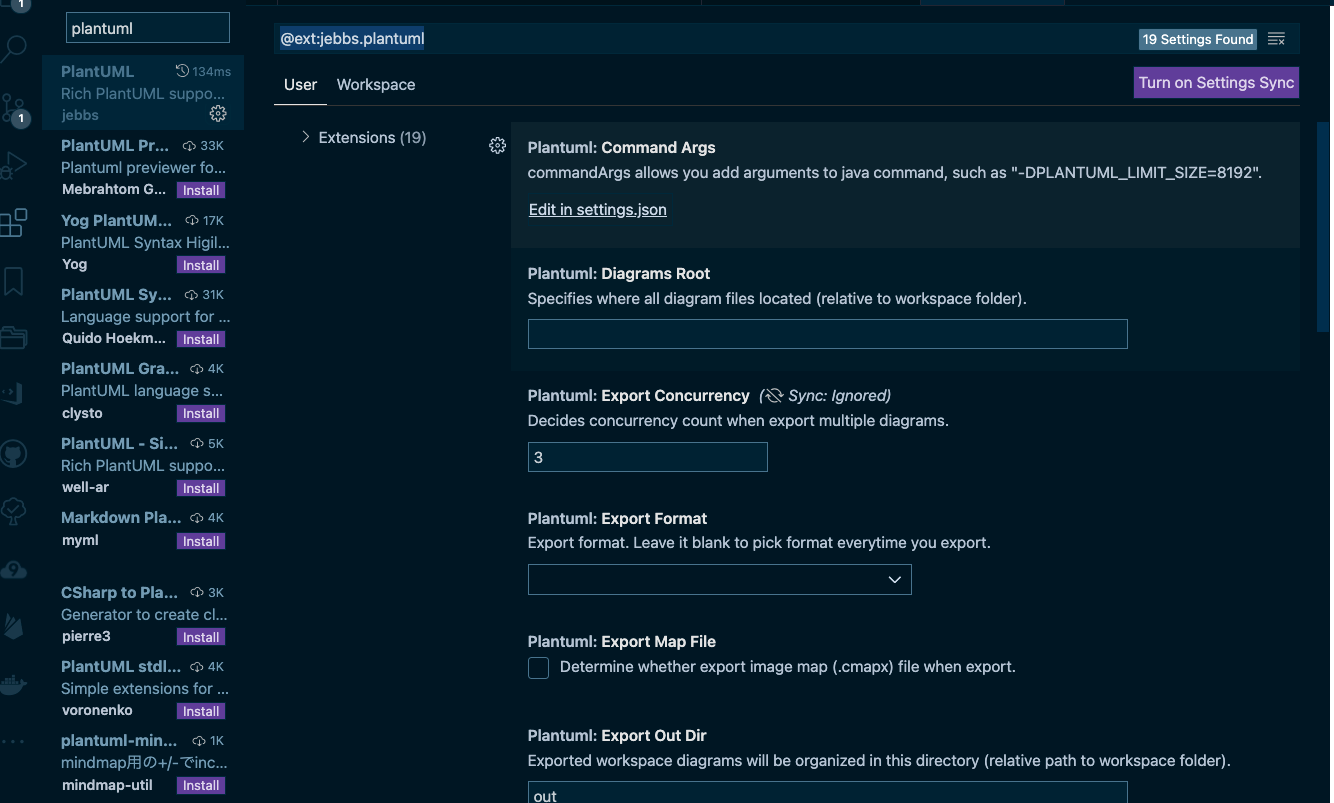 1
1
plantuml
PlantUML 134ms
Rich PlantUML suppo...
jebbs
PlantUML Pr... 33K
Plantuml previewer fo...
Mebrahtom G... Install
Yog PlantUM... 17K
PlantUML Syntax Higil...
Yog Install
PlantUML Sy... 31K
Language support for ...
Quido Hoekm... Install
PlantUML Gra... 4K
PlantUML language s...
clysto Install
PlantUML - Si... 5K
Rich PlantUML suppo...
well-ar Install
Markdown Pla... 4K
myml Install
CSharp to Pla... 3K
Generator to create cl...
pierre3 Install
PlantUML stdl... 4K
Simple extensions for ...
voronenko Install
plantuml-min... 1K
mindmap用の+/-でinc...
mindmap-util Install
@ext:jebbs.plantuml
19 Settings Found
User Workspace
Turn on Settings Sync
Extensions (19)
Plantuml: Command Args
commandArgs allows you add arguments to java command, such as "-DPLANTUML_LIMIT_SIZE=8192".
Edit in settings.json
Plantuml: Diagrams Root
Specifies where all diagram files located (relative to workspace folder).
Plantuml: Export Concurrency (Sync: Ignored)
Decides concurrency count when export multiple diagrams.
3
Plantuml: Export Format
Export format. Leave it blank to pick format everytime you export.
Plantuml: Export Map File
Determine whether export image map (.cmapx) file when export.
Plantuml: Export Out Dir
Exported workspace diagrams will be organized in this directory (relative path to workspace folder).
out